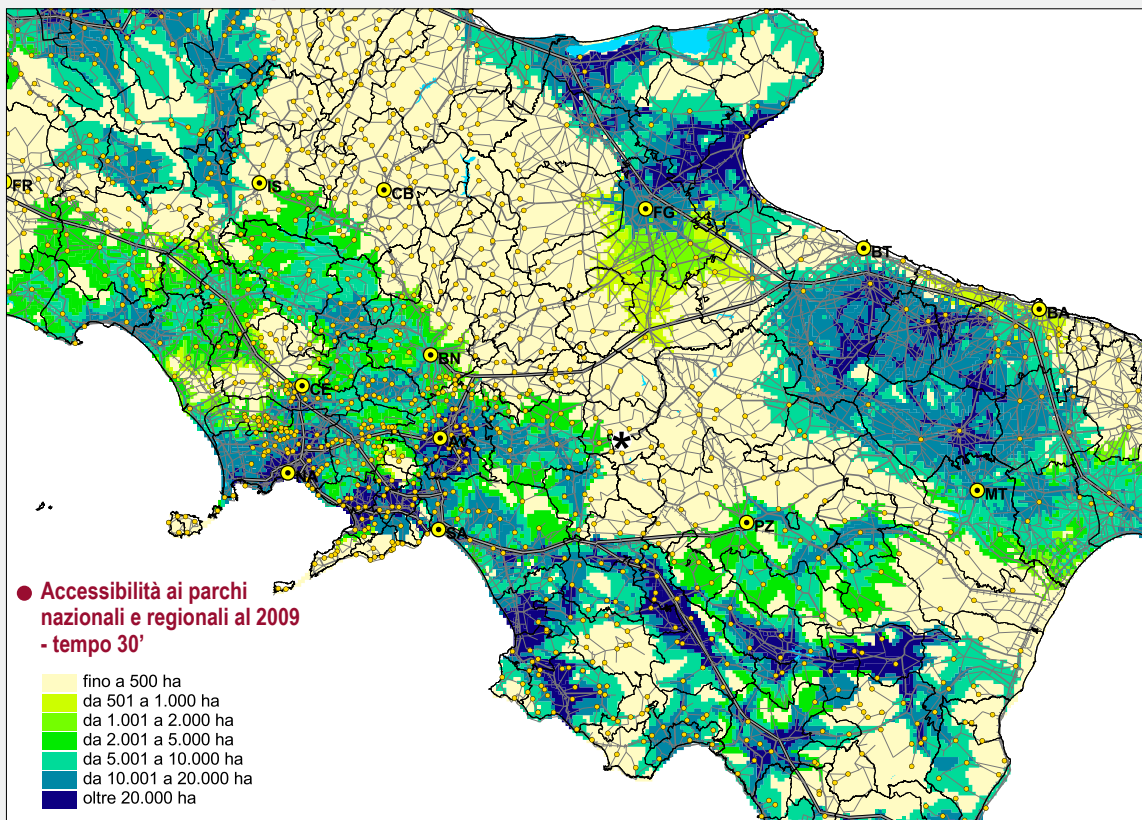 FR
IS
CB
FG
BT
BA
BN
CE
AV
NA
*
MT
PZ
SA
Accessibilità ai parchi
nazionali e regionali al 2009
- tempo 30’
fino a 500 ha
da 501 a 1.000 ha
da 1.001 a 2.000 ha
da 2.001 a 5.000 ha
da 5.001 a 10.000 ha
da 10.001 a 20.000 ha
oltre 20.000 ha